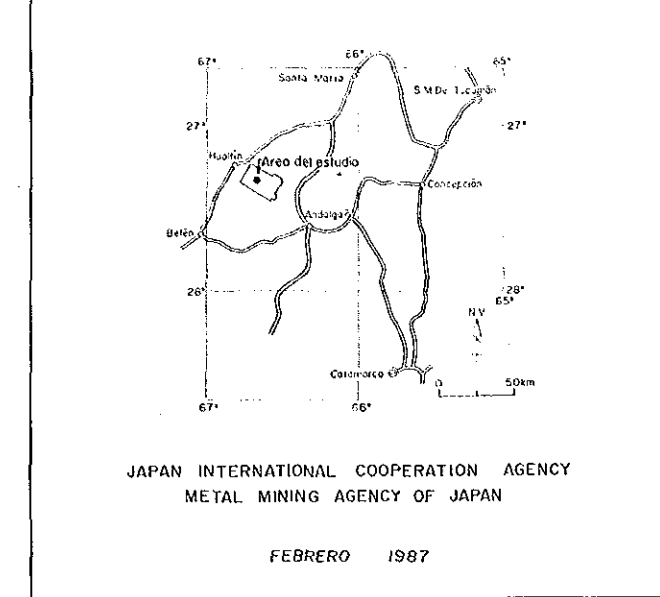 67° 66° 65°
Santa María
S M De Tucumán
27° 27°
Hualfin
Area del estudio
Concepción
Andalgalá
Belén
28° 28°
65°
N V
Catamarca
0 50km
67° 66°
JAPAN INTERNATIONAL COOPERATION AGENCY
METAL MINING AGENCY OF JAPAN
FEBRERO 1987